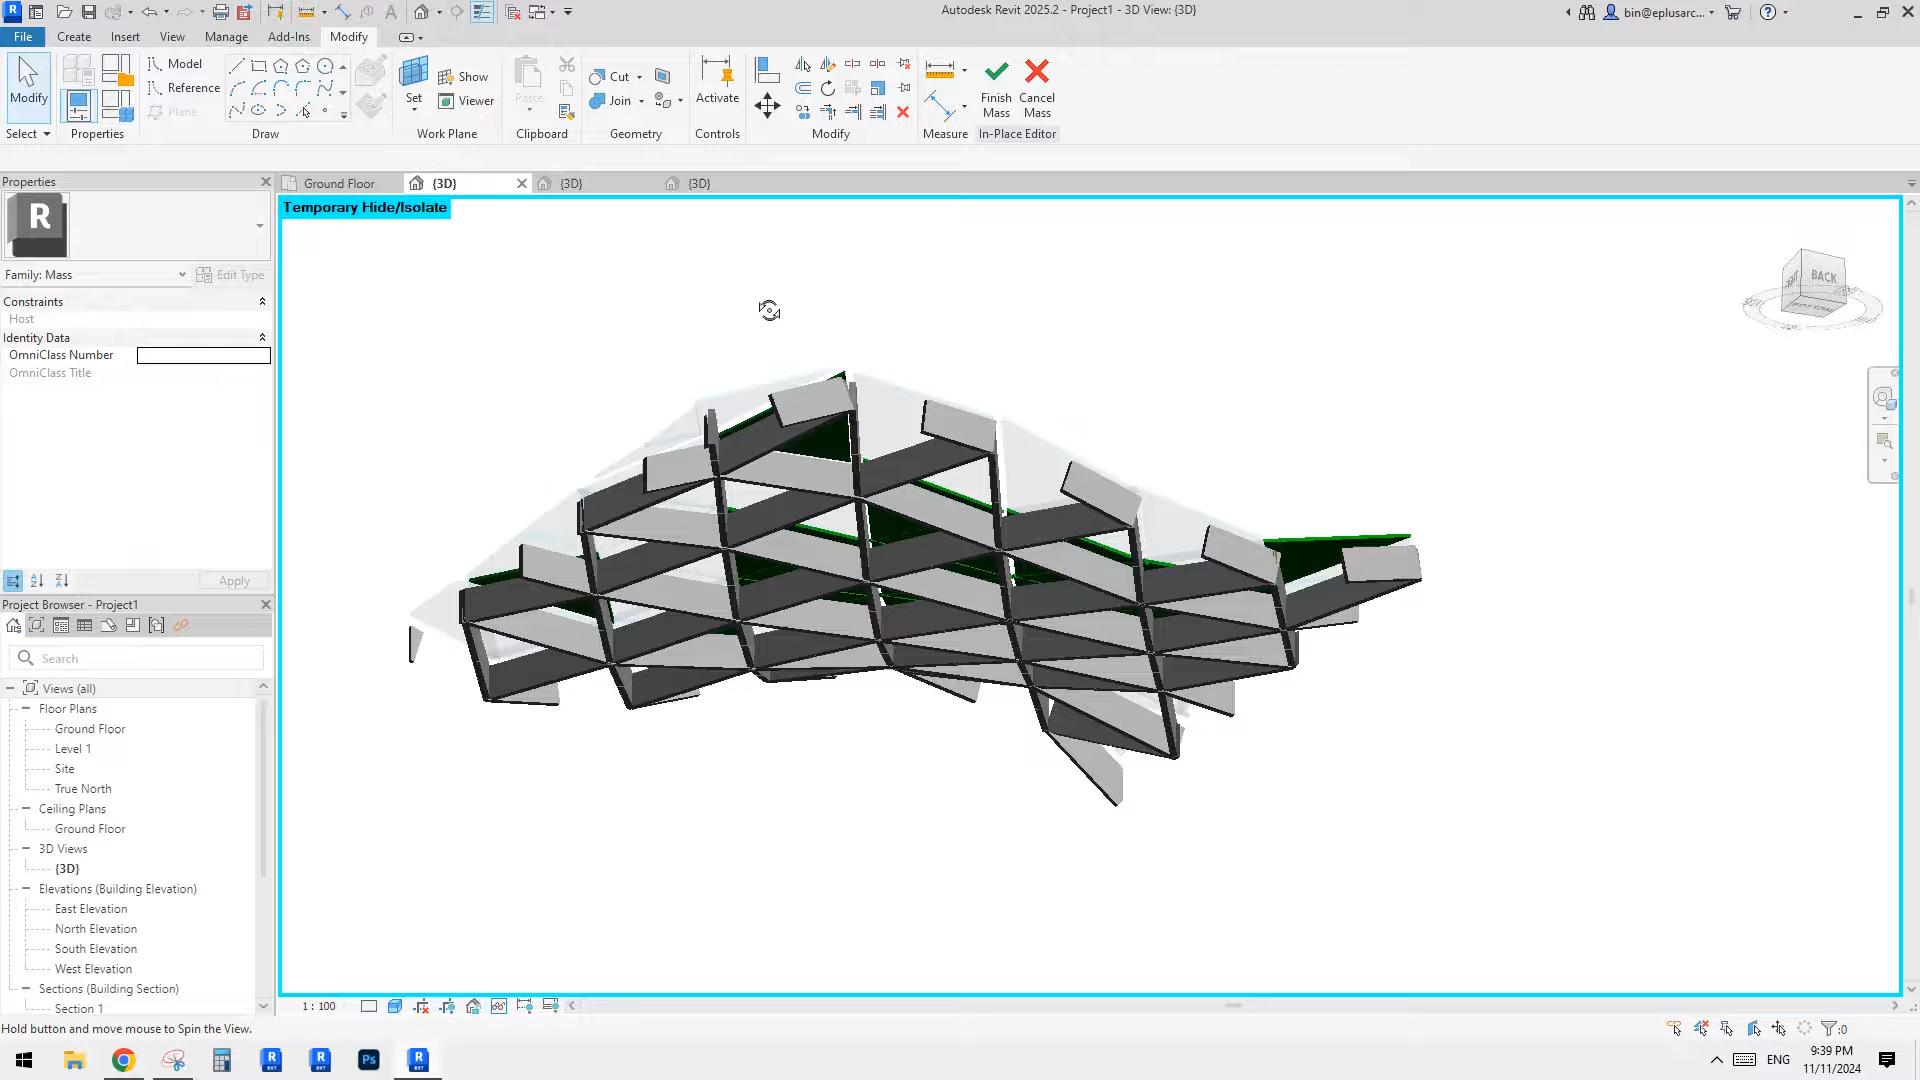 Autodesk Revit 2025.2 - Project1 - 3D View: {3D}
bin@eplusarc...
File
Create
Insert
View
Manage
Add-Ins
Modify
Modify
Model
Reference
Plane
Set
Show
Viewer
Paste
Cut
Join
Activate
Finish
Mass
Cancel
Mass
Select
Properties
Draw
Work Plane
Clipboard
Geometry
Controls
Modify
Measure
In-Place Editor
Properties
Ground Floor
{3D}
{3D}
{3D}
R
Temporary Hide/Isolate
Family: Mass
Edit Type
Constraints
Host
Identity Data
OmniClass Number
OmniClass Title
BACK
BOTTOM
Apply
Project Browser - Project1
Search
Views (all)
Floor Plans
Ground Floor
Level 1
Site
True North
Ceiling Plans
Ground Floor
3D Views
{3D}
Elevations (Building Elevation)
East Elevation
North Elevation
South Elevation
West Elevation
Sections (Building Section)
Section 1
1 : 100
Hold button and move mouse to Spin the View.
:0
ENG
9:39 PM
11/11/2024